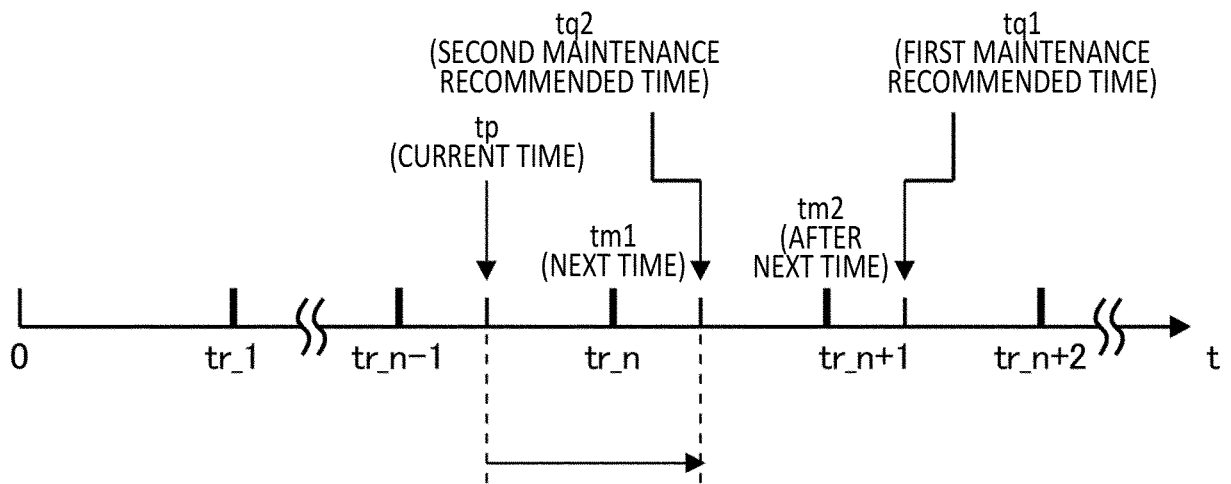 tq2
(SECOND MAINTENANCE
RECOMMENDED TIME)
tq1
(FIRST MAINTENANCE
RECOMMENDED TIME)
tp
(CURRENT TIME)
tm1
(NEXT TIME)
tm2
(AFTER
NEXT TIME)
0
tr_1
tr_n-1
tr_n
tr_n+1
tr_n+2
t